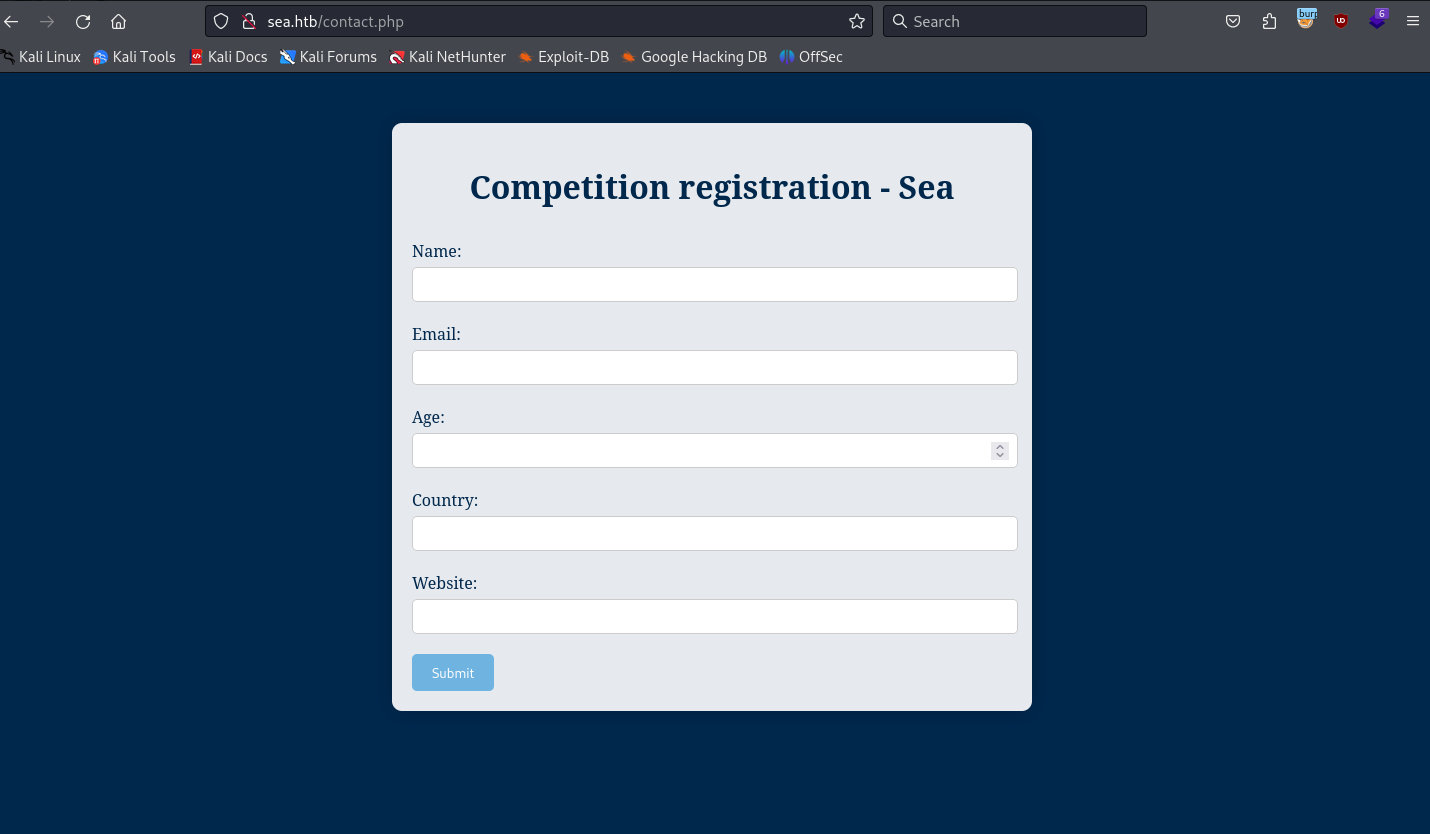 sea.htb/contact.php
Search
burp
6
Kali Linux
Kali Tools
Kali Docs
Kali Forums
Kali NetHunter
Exploit-DB
Google Hacking DB
OffSec
Competition registration - Sea
Name:
Email:
Age:
Country:
Website:
Submit